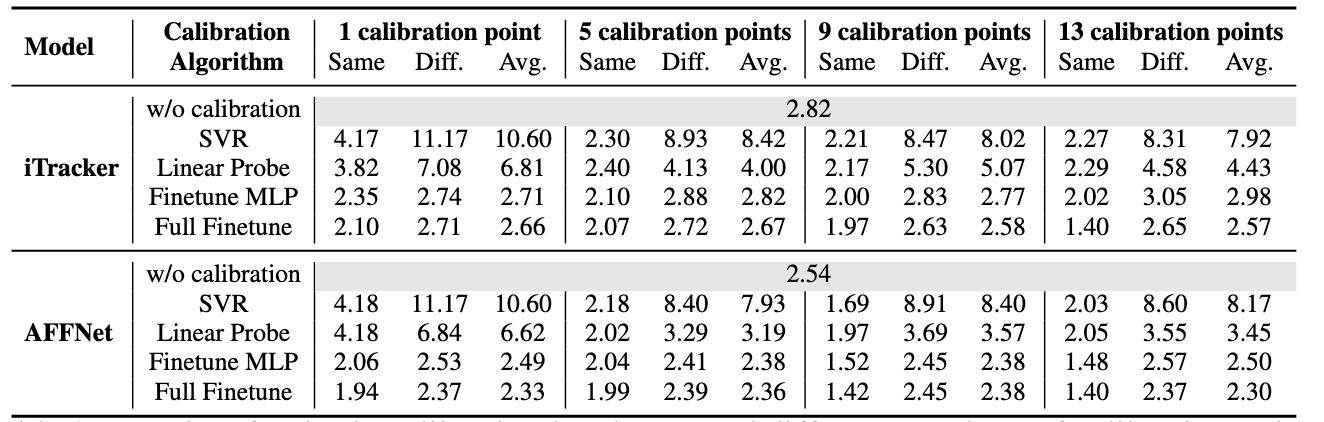 Model Calibration Algorithm 1 calibration point 5 calibration points 9 calibration points 13 calibration points
Same Diff. Avg. Same Diff. Avg. Same Diff. Avg. Same Diff. Avg.
w/o calibration 2.82
SVR 4.17 11.17 10.60 2.30 8.93 8.42 2.21 8.47 8.02 2.27 8.31 7.92
iTracker Linear Probe 3.82 7.08 6.81 2.40 4.13 4.00 2.17 5.30 5.07 2.29 4.58 4.43
Finetune MLP 2.35 2.74 2.71 2.10 2.88 2.82 2.00 2.83 2.77 2.02 3.05 2.98
Full Finetune 2.10 2.71 2.66 2.07 2.72 2.67 1.97 2.63 2.58 1.40 2.65 2.57
w/o calibration 2.54
SVR 4.18 11.17 10.60 2.18 8.40 7.93 1.69 8.91 8.40 2.03 8.60 8.17
AFFNet Linear Probe 4.18 6.84 6.62 2.02 3.29 3.19 1.97 3.69 3.57 2.05 3.55 3.45
Finetune MLP 2.06 2.53 2.49 2.04 2.41 2.38 1.52 2.45 2.38 1.48 2.57 2.50
Full Finetune 1.94 2.37 2.33 1.99 2.39 2.36 1.42 2.45 2.38 1.40 2.37 2.30